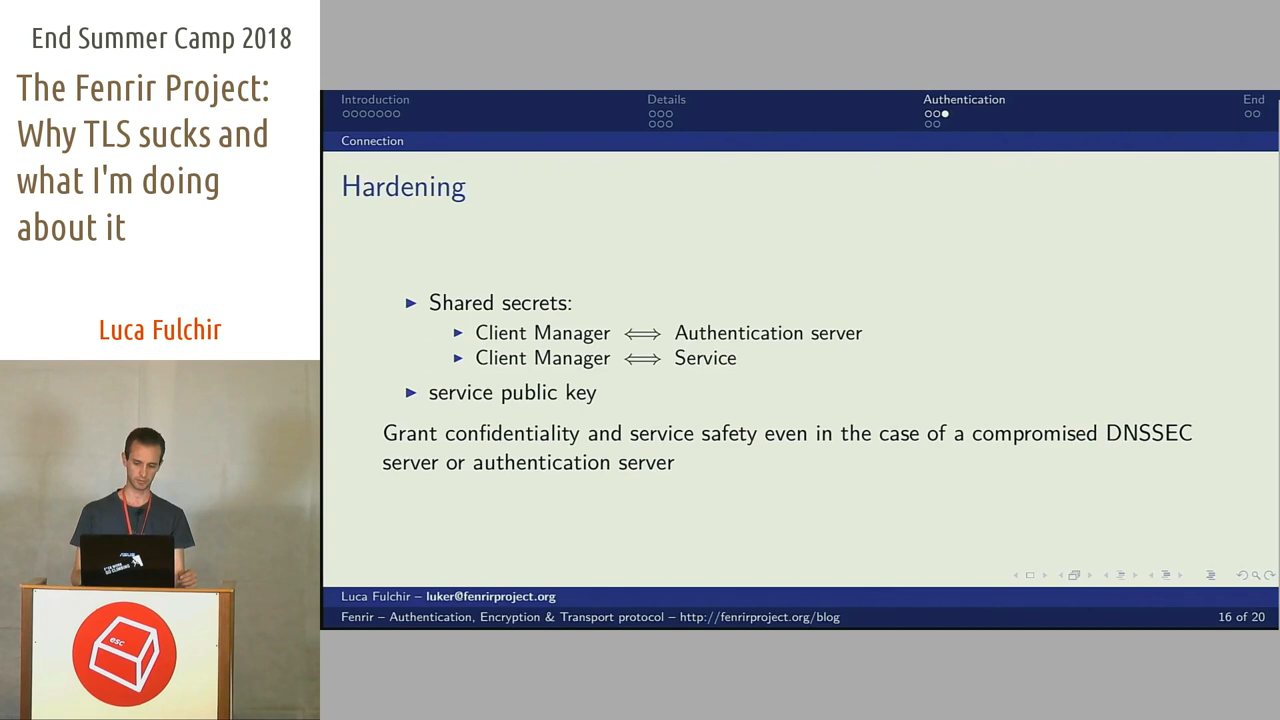 End Summer Camp 2018
The Fenrir Project:
Why TLS sucks and
what I'm doing
about it
Luca Fulchir
Introduction
Details
Authentication
End
Connection
Hardening
Shared secrets:
Client Manager ⟺ Authentication server
Client Manager ⟺ Service
service public key
Grant confidentiality and service safety even in the case of a compromised DNSSEC
server or authentication server
Luca Fulchir – luker@fenrirproject.org
Fenrir – Authentication, Encryption & Transport protocol – http://fenrirproject.org/blog
16 of 20
esc